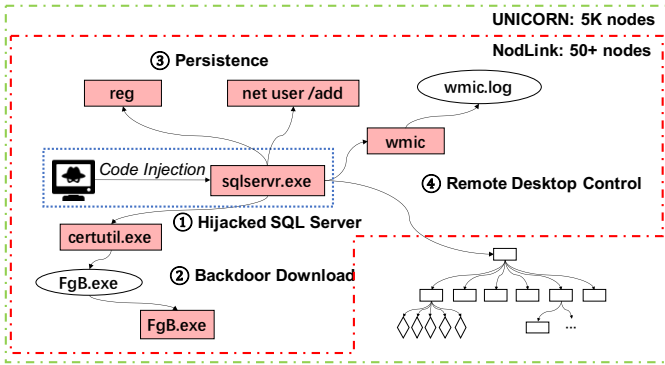 UNICORN: 5K nodes
NodLink: 50+ nodes
③ Persistence
reg
net user /add
wmic.log
wmic
Code Injection
sqlservr.exe
④ Remote Desktop Control
① Hijacked SQL Server
certutil.exe
② Backdoor Download
FgB.exe
FgB.exe
...